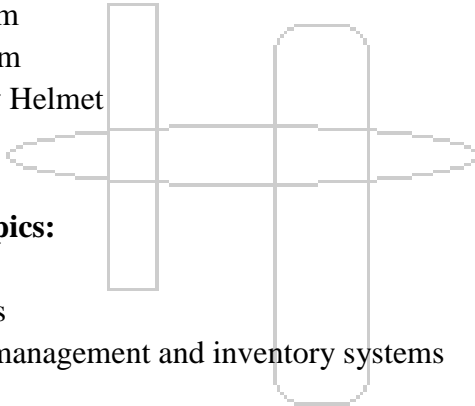 m
m
Helmet
pics:
s
management and inventory systems